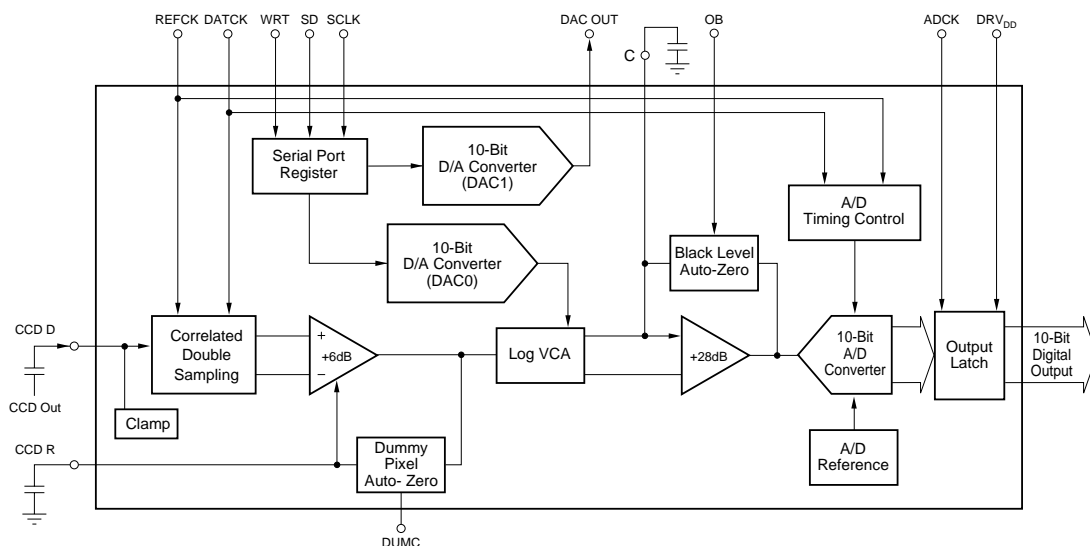 REFCK DATCK WRT SD SCLK DAC OUT C OB ADCK DRVDD
Serial Port
Register
10-Bit
D/A Converter
(DAC1)
A/D
Timing Control
10-Bit
D/A Converter
(DAC0)
Black Level
Auto-Zero
CCD D
CCD Out
Correlated
Double
Sampling
+
+6dB
−
Log VCA
+28dB
10-Bit
A/D
Converter
Output
Latch
10-Bit
Digital
Output
Clamp
CCD R
Dummy
Pixel
Auto- Zero
A/D
Reference
DUMC